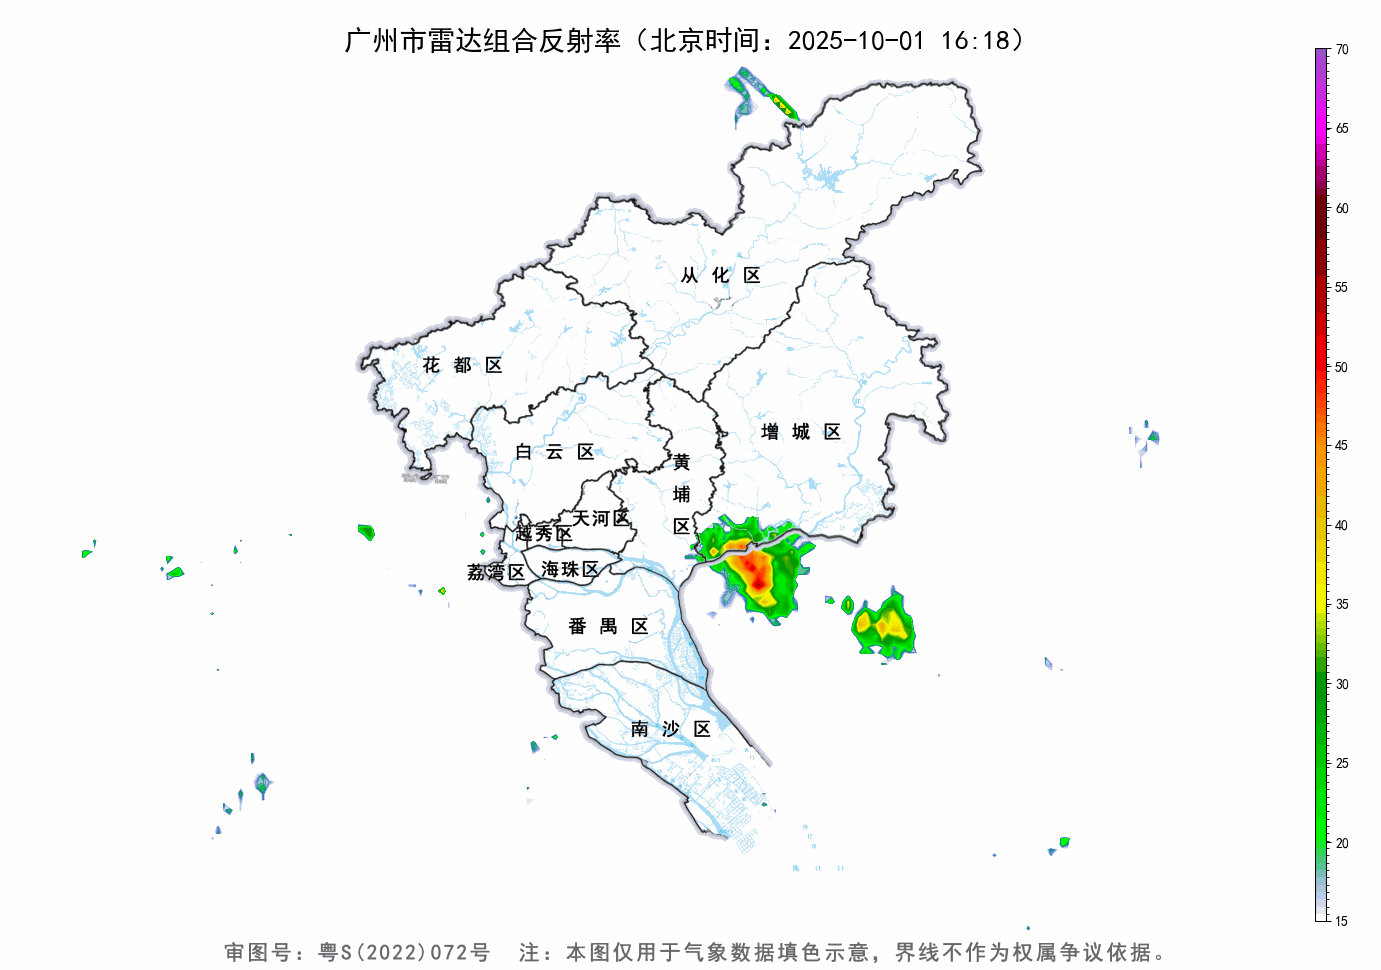 广州市雷达组合反射率（北京时间：2025-10-01 16:18）
70
65
60
55
50
45
40
35
30
25
20
15
从化区
花都区
增城区
白云区
黄埔区
天河区
越秀区
荔湾区
海珠区
番禺区
南沙区
审图号：粤S(2022)072号 注：本图仅用于气象数据填色示意，界线不作为权属争议依据。